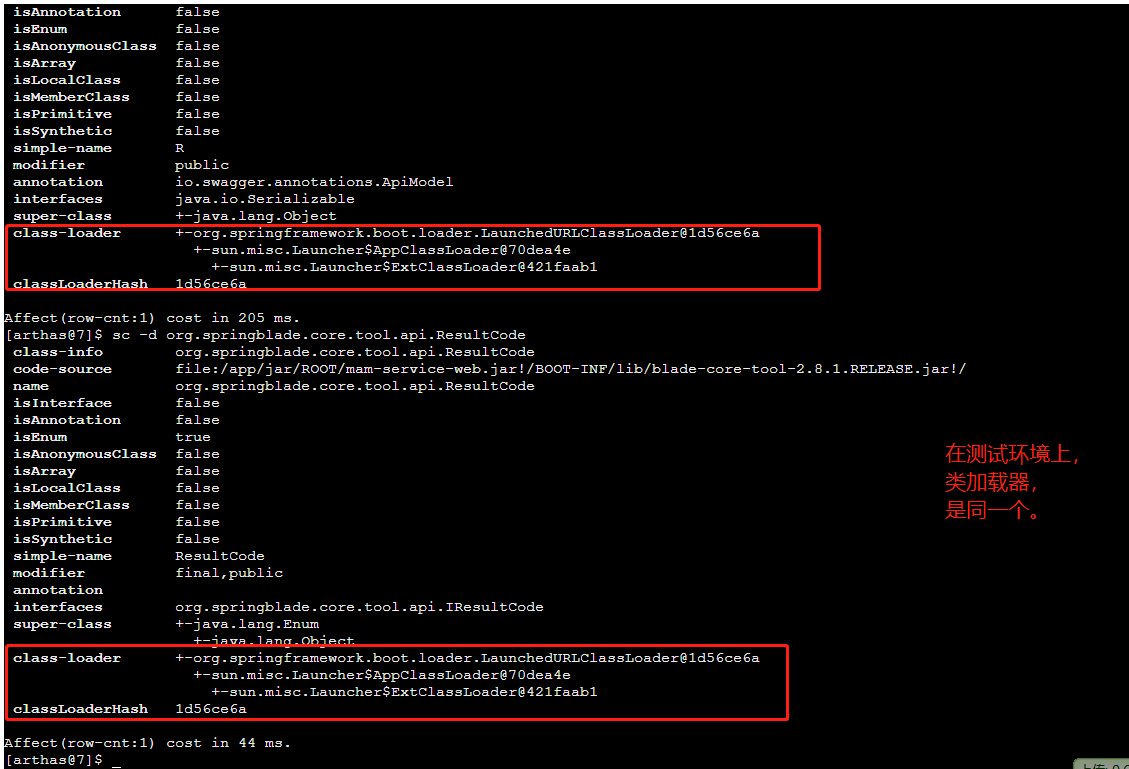 isAnnotation false
isEnum false
isAnonymousClass false
isArray false
isLocalClass false
isMemberClass false
isPrimitive false
isSynthetic false
simple-name R
modifier public
annotation io.swagger.annotations.ApiModel
interfaces java.io.Serializable
super-class +-java.lang.Object
class-loader +-org.springframework.boot.loader.LaunchedURLClassLoader@1d56ce6a
+-sun.misc.Launcher$AppClassLoader@70dea4e
+-sun.misc.Launcher$ExtClassLoader@421faab1
classLoaderHash 1d56ce6a
Affect(row-cnt:1) cost in 205 ms.
[arthas@7]$ sc -d org.springblade.core.tool.api.ResultCode
class-info org.springblade.core.tool.api.ResultCode
code-source file:/app/jar/ROOT/mam-service-web.jar!/BOOT-INF/lib/blade-core-tool-2.8.1.RELEASE.jar!/
name org.springblade.core.tool.api.ResultCode
isInterface false
isAnnotation false
isEnum true
isAnonymousClass false
isArray false
isLocalClass false
isMemberClass false
isPrimitive false
isSynthetic false
simple-name ResultCode
modifier final,public
annotation
interfaces org.springblade.core.tool.api.IResultCode
super-class +-java.lang.Enum
+-java.lang.Object
class-loader +-org.springframework.boot.loader.LaunchedURLClassLoader@1d56ce6a
+-sun.misc.Launcher$AppClassLoader@70dea4e
+-sun.misc.Launcher$ExtClassLoader@421faab1
classLoaderHash 1d56ce6a
Affect(row-cnt:1) cost in 44 ms.
[arthas@7]$ _
在测试环境上，
类加载器，
是同一个。